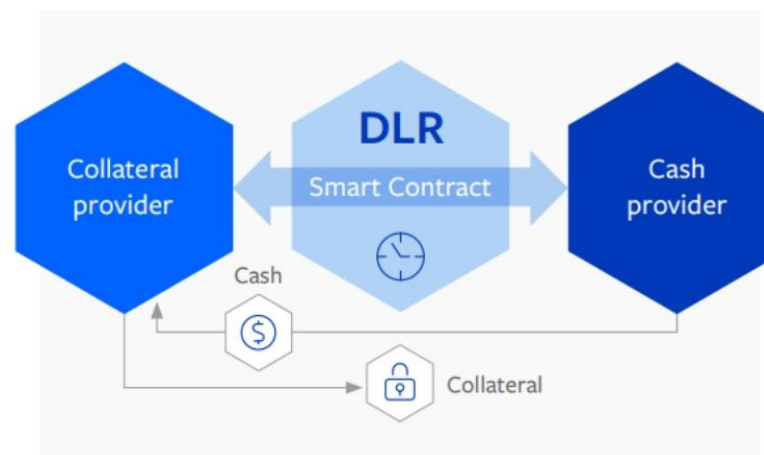 Collateral
provider
DLR
Smart Contract
Cash
provider
Cash
$
Collateral